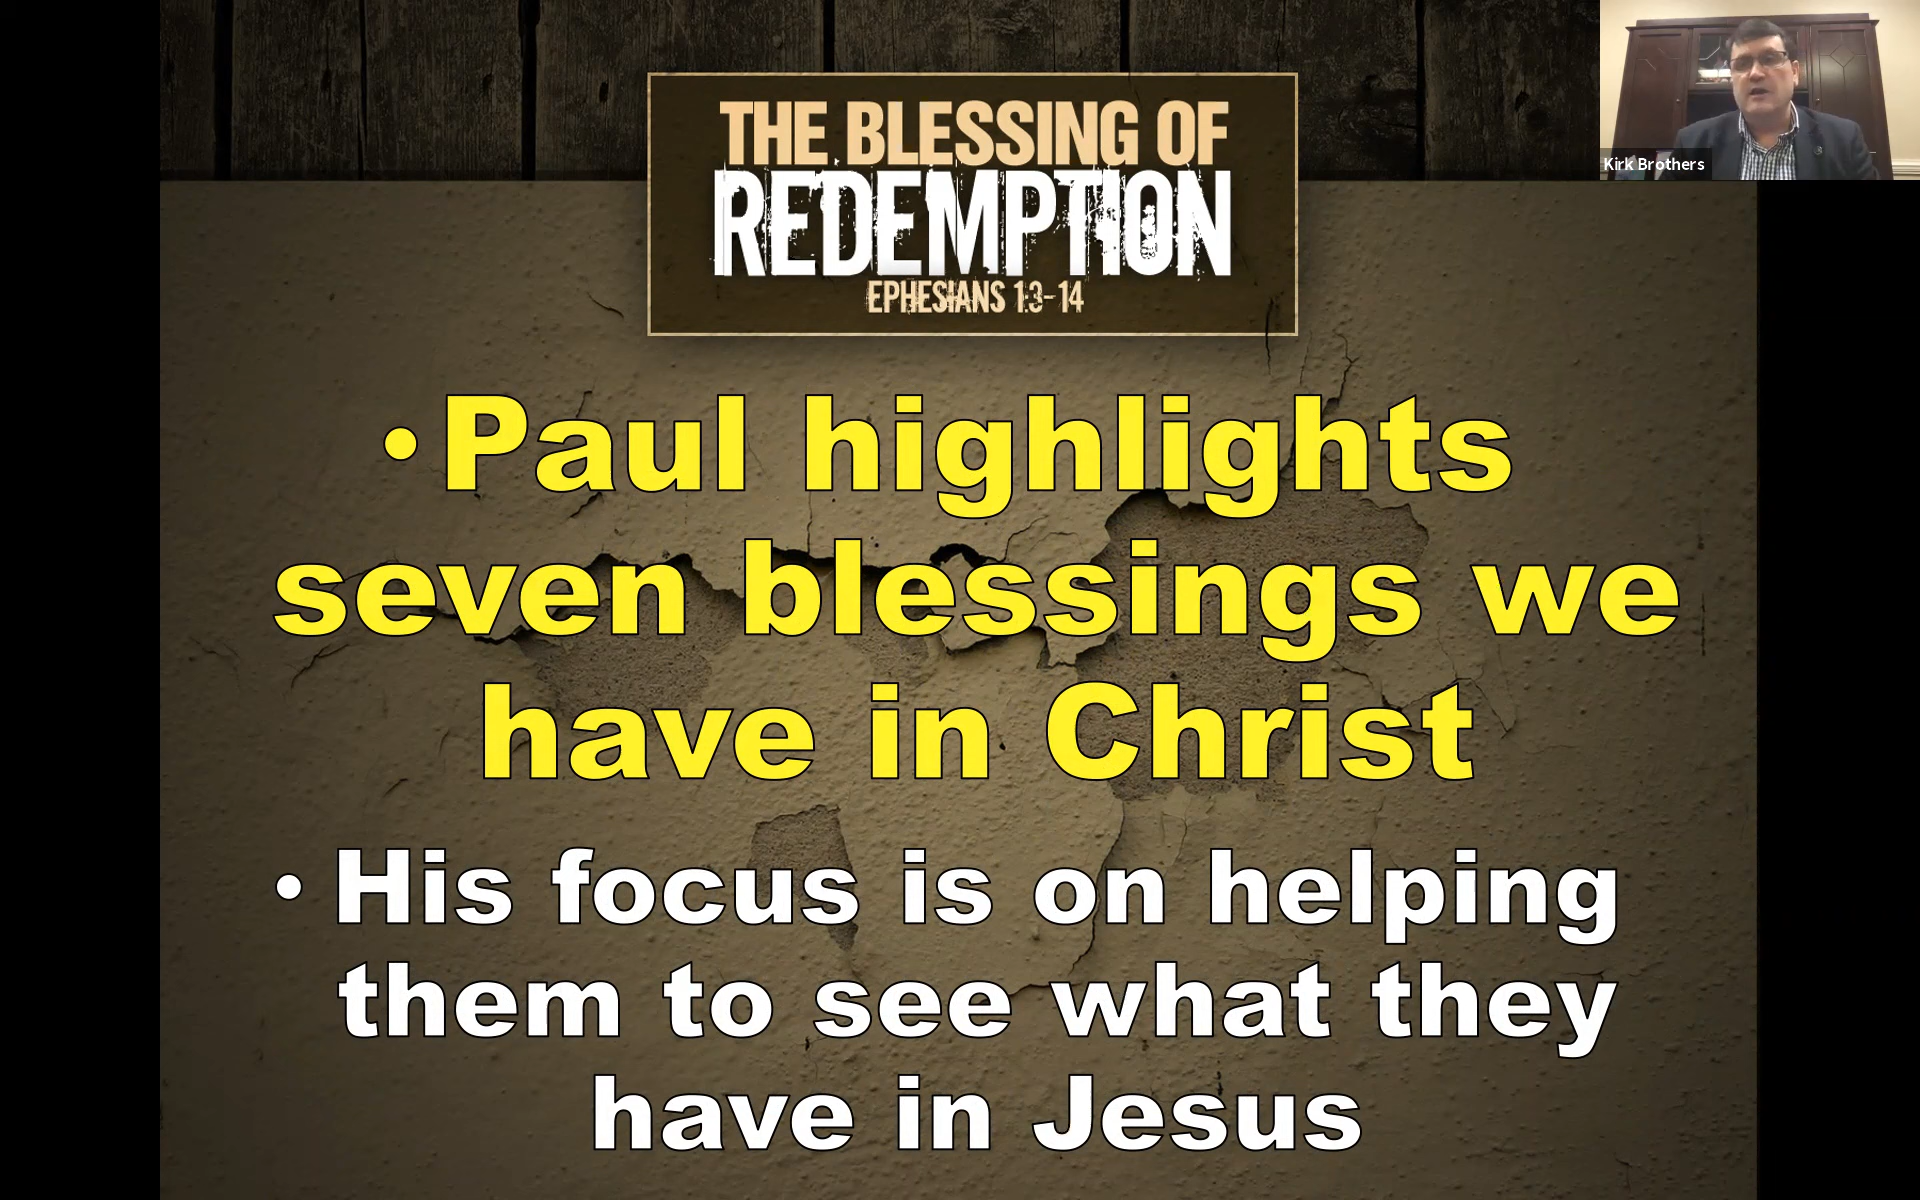 THE BLESSING OF
REDEMPTION
EPHESIANS 1:3-14
Kirk Brothers
• Paul highlights
seven blessings we
have in Christ
• His focus is on helping
them to see what they
have in Jesus